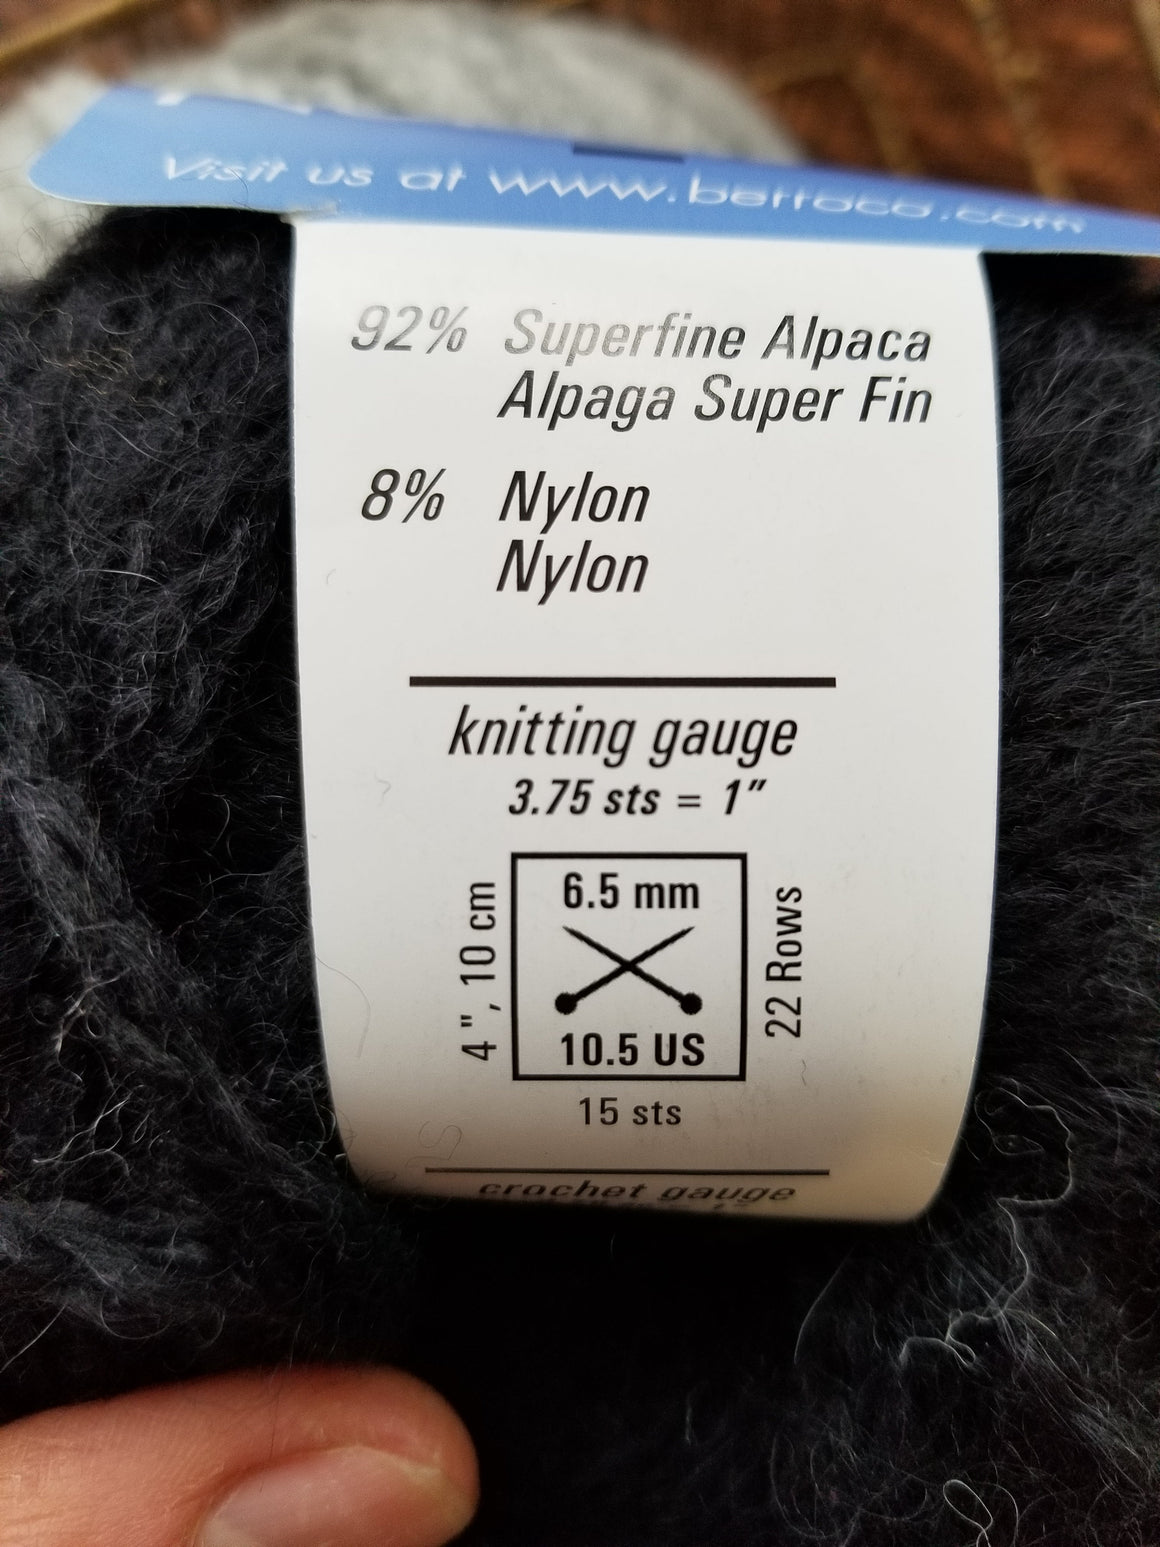 Visit us at www.berroco.com
92% Superfine Alpaca
Alpaga Super Fin
8% Nylon
Nylon
knitting gauge
3.75 sts = 1"
4", 10 cm
6.5 mm
10.5 US
22 Rows
15 sts
crochet gauge